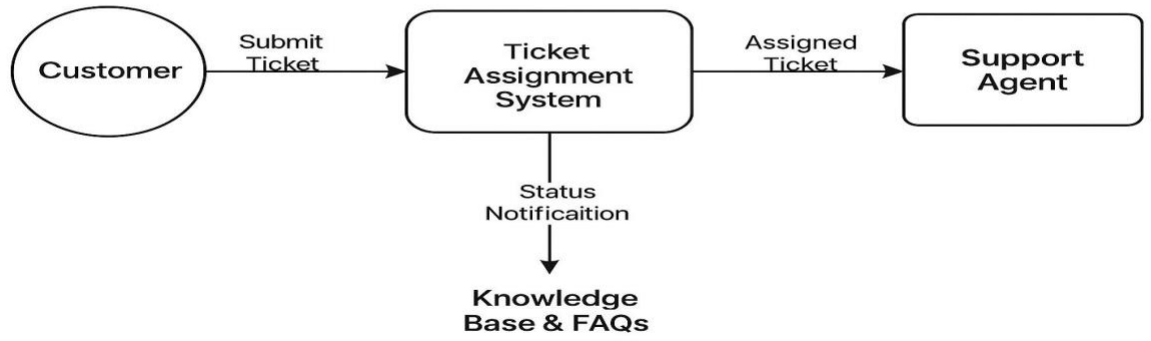 Customer
Submit
Ticket
Ticket
Assignment
System
Assigned
Ticket
Support
Agent
Status
Notificaition
Knowledge
Base & FAQs